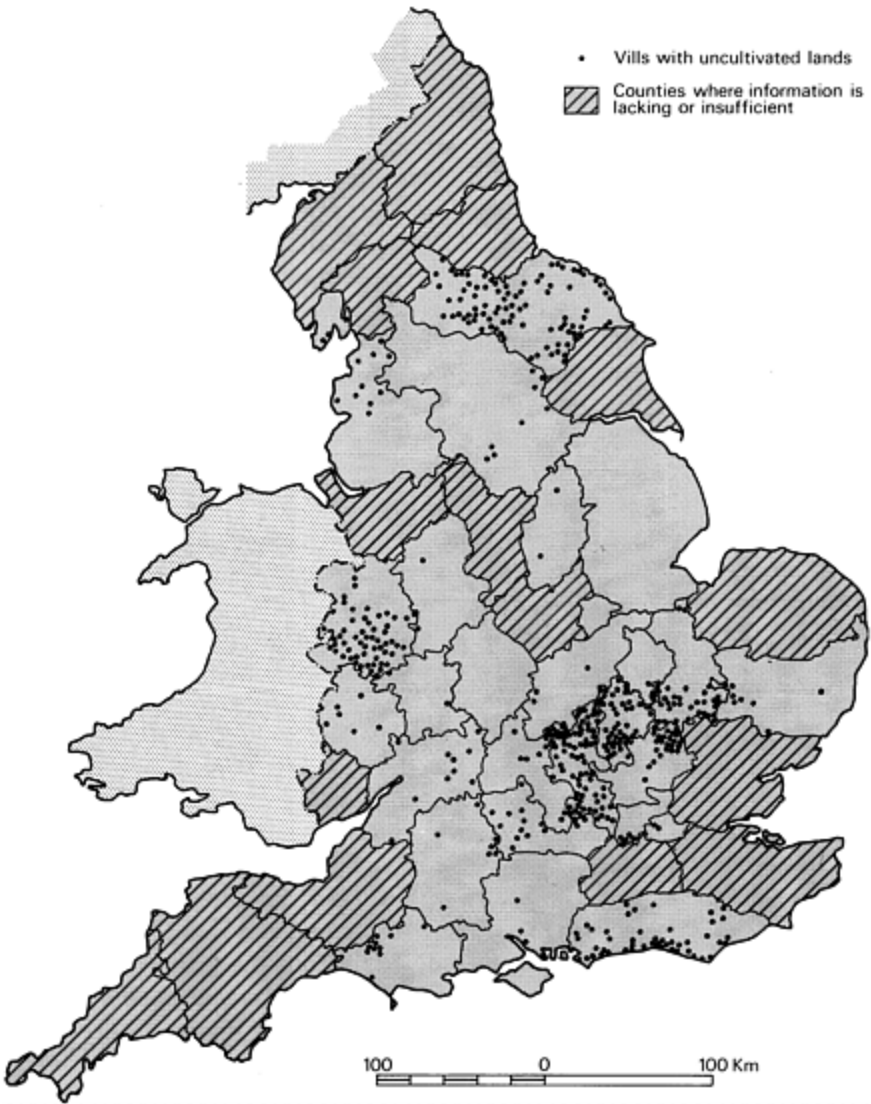 Vills with uncultivated lands
Counties where information is
lacking or insufficient
100 0 100 Km